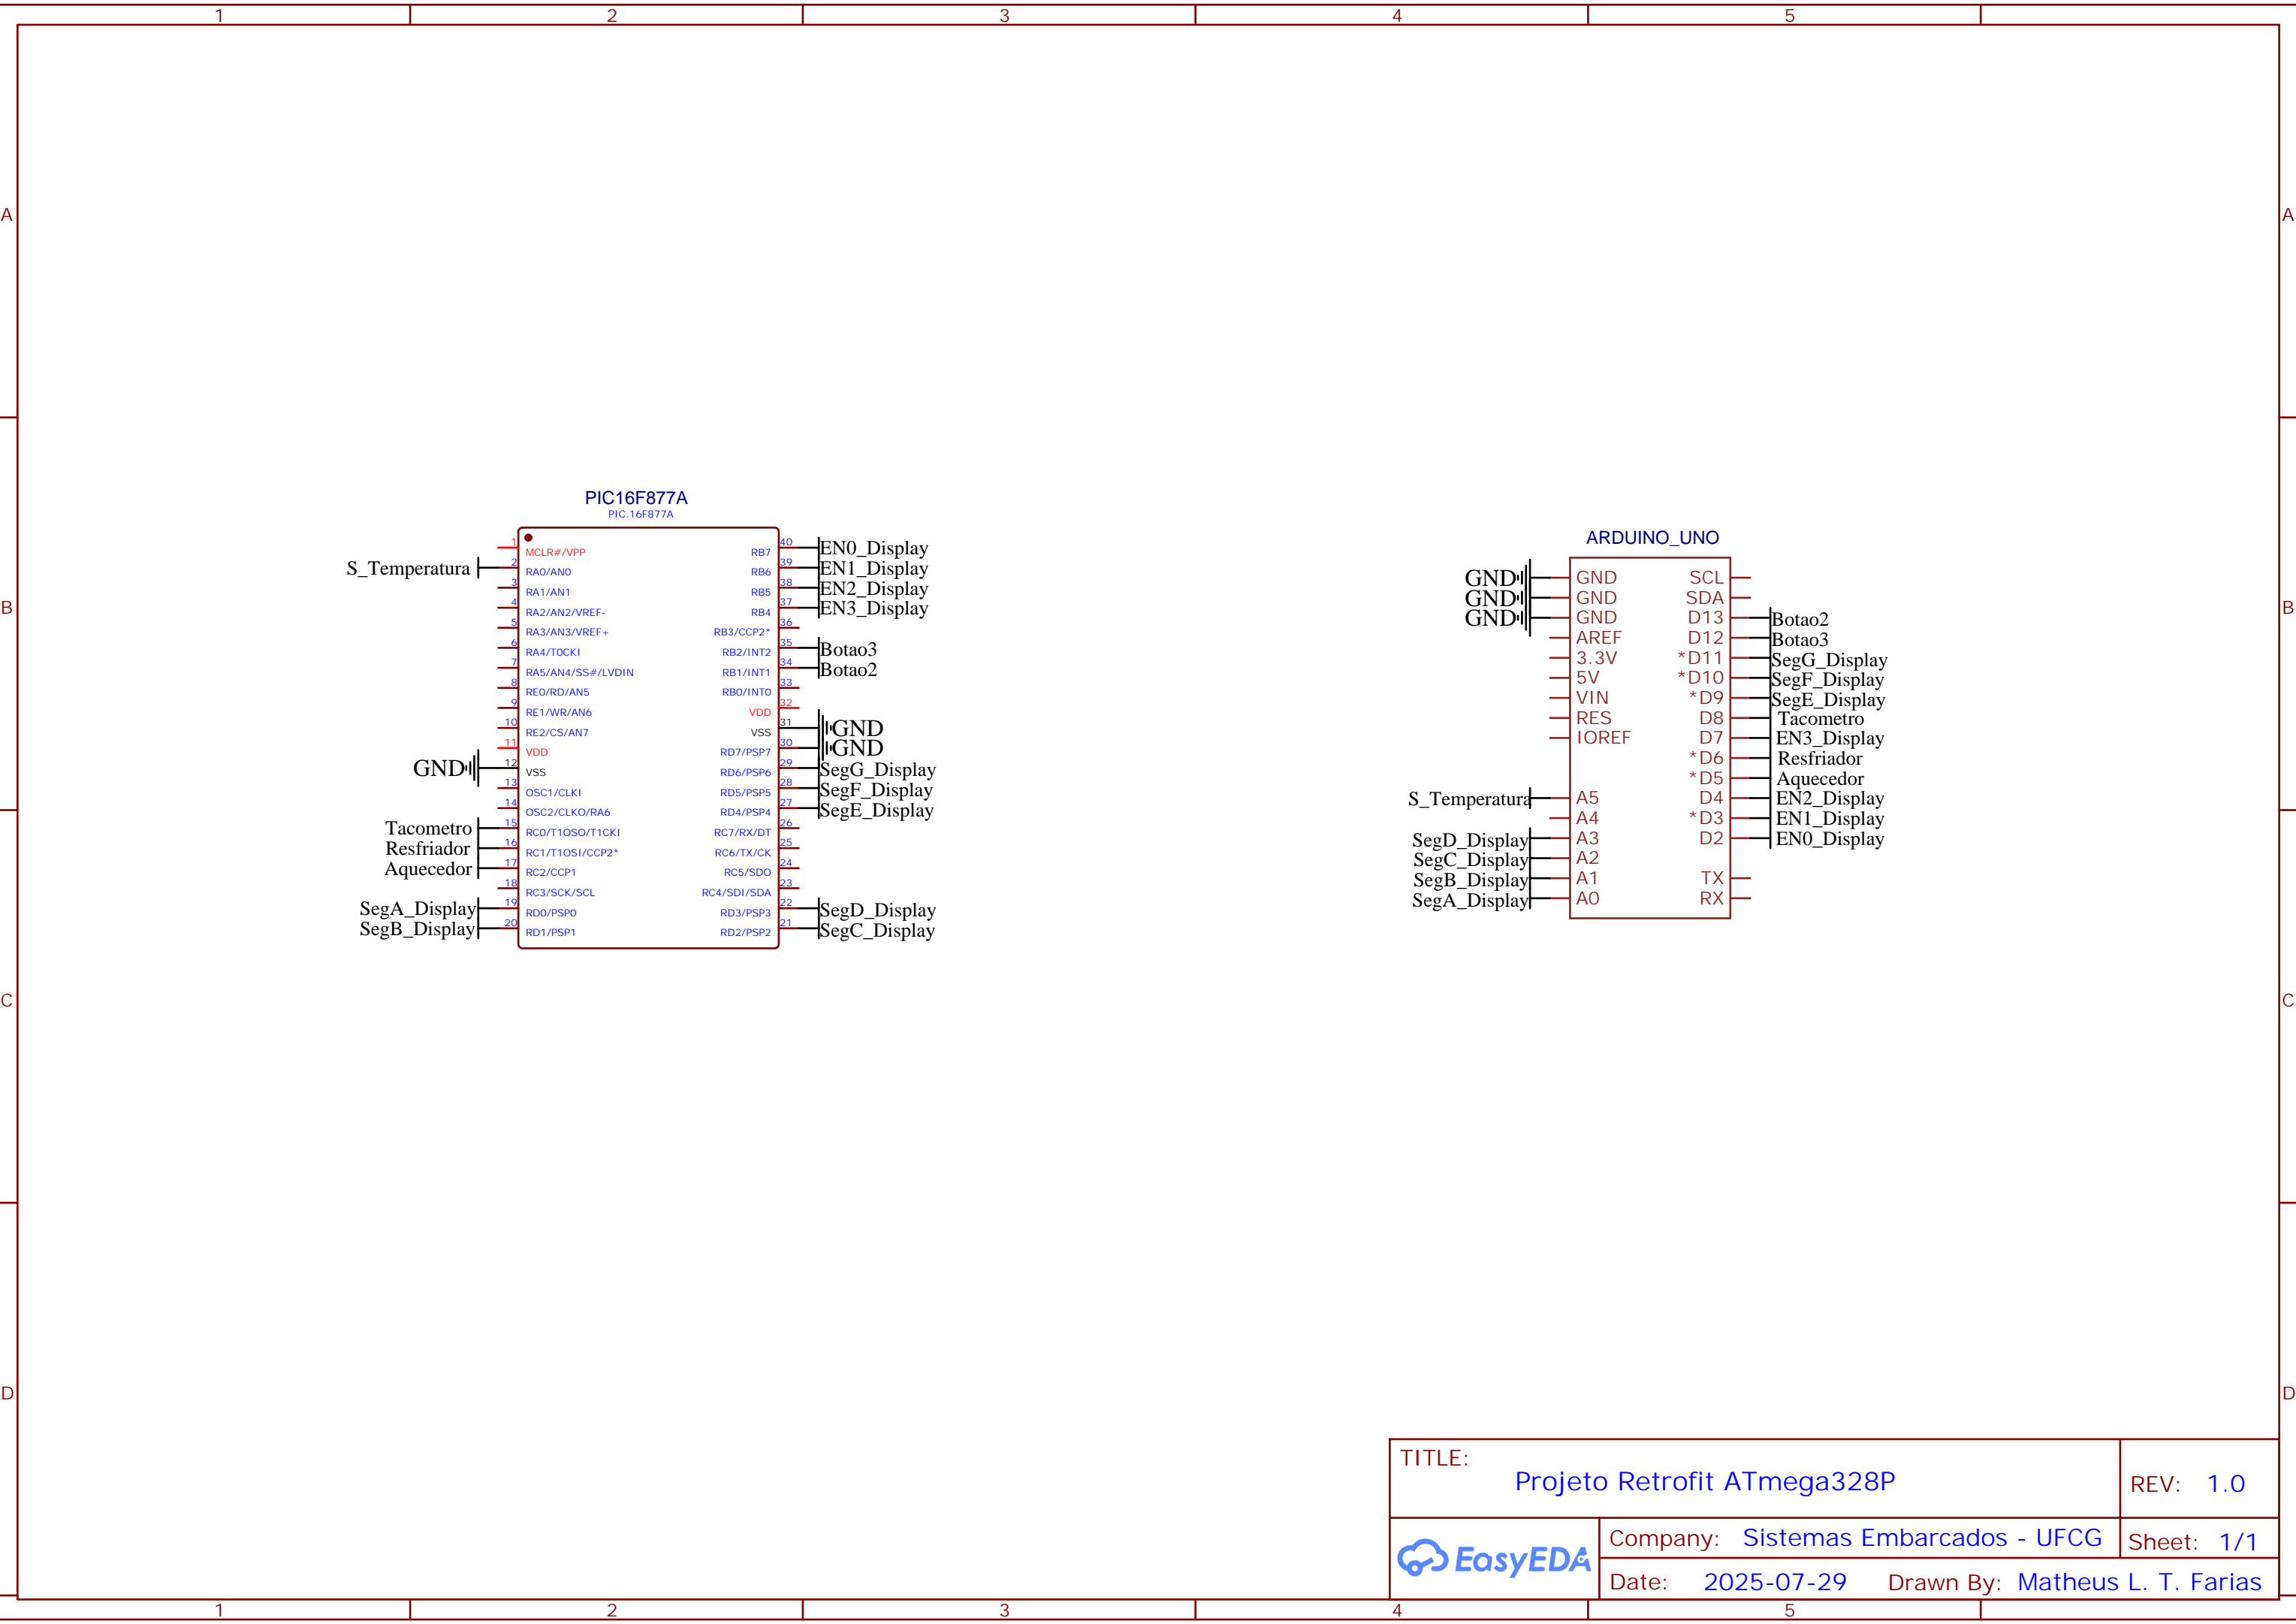 1 2 3 4 5
A A
B B
C C
D D
PIC16F877A
PIC.16F877A
1 MCLR#/VPP
S_Temperatura 2 RA0/AN0
3 RA1/AN1
4 RA2/AN2/VREF-
5 RA3/AN3/VREF+
6 RA4/T0CKI
7 RA5/AN4/SS#/LVDIN
8 RE0/RD/AN5
9 RE1/WR/AN6
10 RE2/CS/AN7
11 VDD
GND 12 VSS
13 OSC1/CLKI
14 OSC2/CLKO/RA6
Tacometro 15 RC0/T1OSO/T1CKI
Resfriador 16 RC1/T1OSI/CCP2*
Aquecedor 17 RC2/CCP1
18 RC3/SCK/SCL
SegA_Display 19 RD0/PSP0
SegB_Display 20 RD1/PSP1
RB7 40 EN0_Display
RB6 39 EN1_Display
RB5 38 EN2_Display
RB4 37 EN3_Display
RB3/CCP2* 36
RB2/INT2 35 Botao3
RB1/INT1 34 Botao2
RB0/INT0 33
VDD 32
VSS 31 GND
RD7/PSP7 30 GND
RD6/PSP6 29 SegG_Display
RD5/PSP5 28 SegF_Display
RD4/PSP4 27 SegE_Display
RC7/RX/DT 26
RC6/TX/CK 25
RC5/SDO 24
RC4/SDI/SDA 23
RD3/PSP3 22 SegD_Display
RD2/PSP2 21 SegC_Display
ARDUINO_UNO
GND GND
GND GND
GND GND
AREF
3.3V
5V
VIN
RES
IOREF
S_Temperatura A5
A4
SegD_Display A3
SegC_Display A2
SegB_Display A1
SegA_Display A0
SCL
SDA
D13 Botao2
D12 Botao3
*D11 SegG_Display
*D10 SegF_Display
*D9 SegE_Display
D8 Tacometro
D7 EN3_Display
*D6 Resfriador
*D5 Aquecedor
D4 EN2_Display
*D3 EN1_Display
D2 EN0_Display
TX
RX
TITLE:
Projeto Retrofit ATmega328P
REV: 1.0
EasyEDA
Company: Sistemas Embarcados - UFCG
Sheet: 1/1
Date: 2025-07-29 Drawn By: Matheus L. T. Farias
1 2 3 4 5